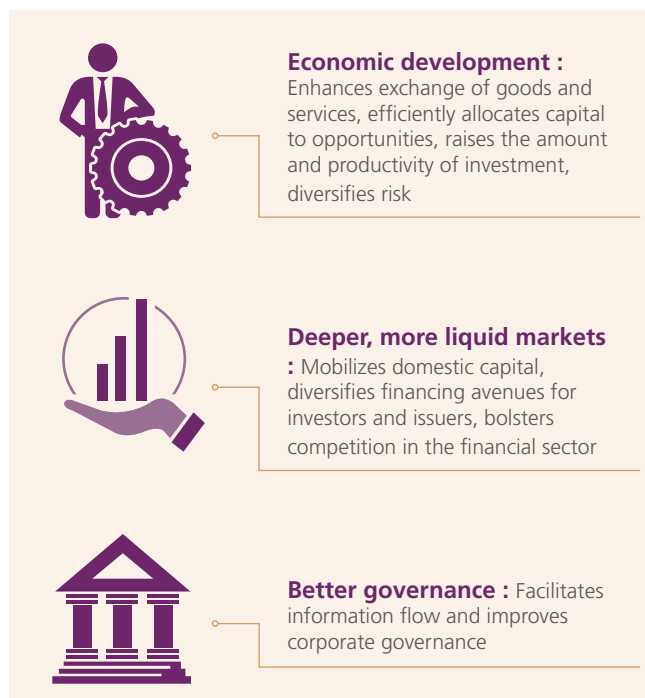 Economic development :
Enhances exchange of goods and
services, efficiently allocates capital
to opportunities, raises the amount
and productivity of investment,
diversifies risk
Deeper, more liquid markets
: Mobilizes domestic capital,
diversifies financing avenues for
investors and issuers, bolsters
competition in the financial sector
Better governance : Facilitates
information flow and improves
corporate governance